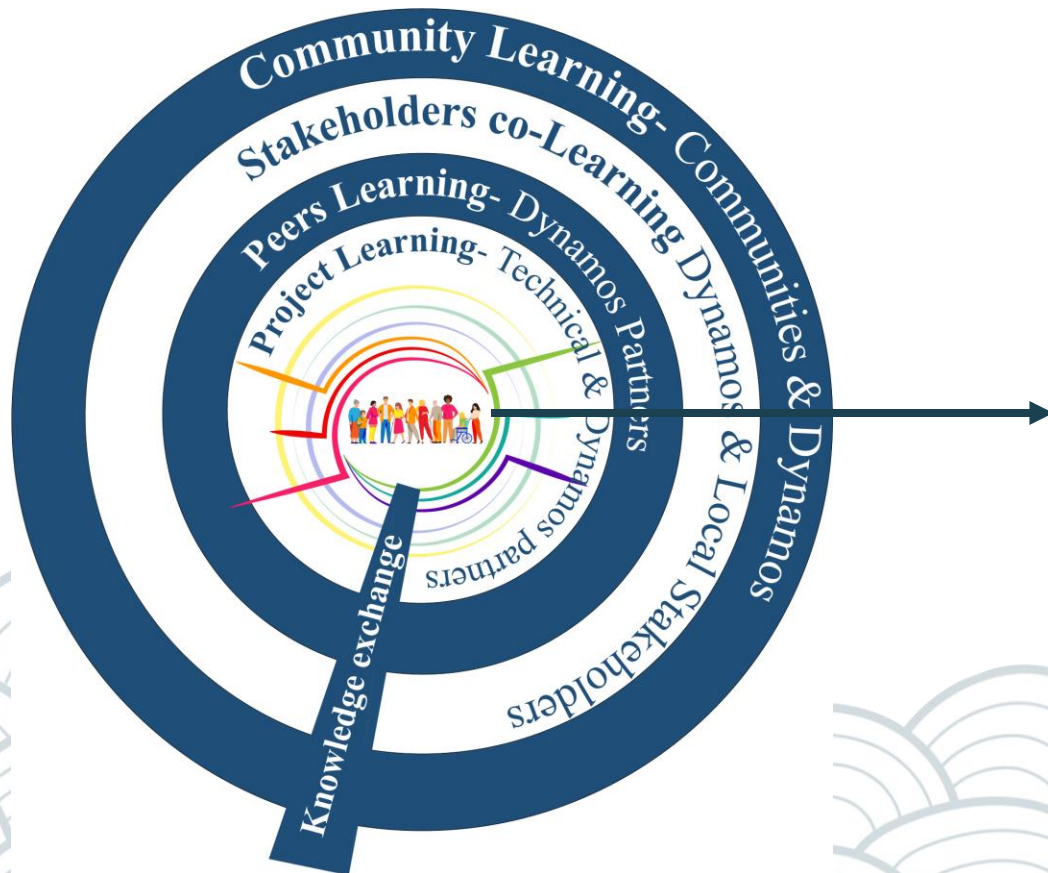 Community Learning- Communities & Dynamos
Stakeholders co-Learning Dynamos & Local Stakeholders
Peers Learning- Dynamos Partners
Project Learning- Technical & Dynamos partners
Knowledge exchange